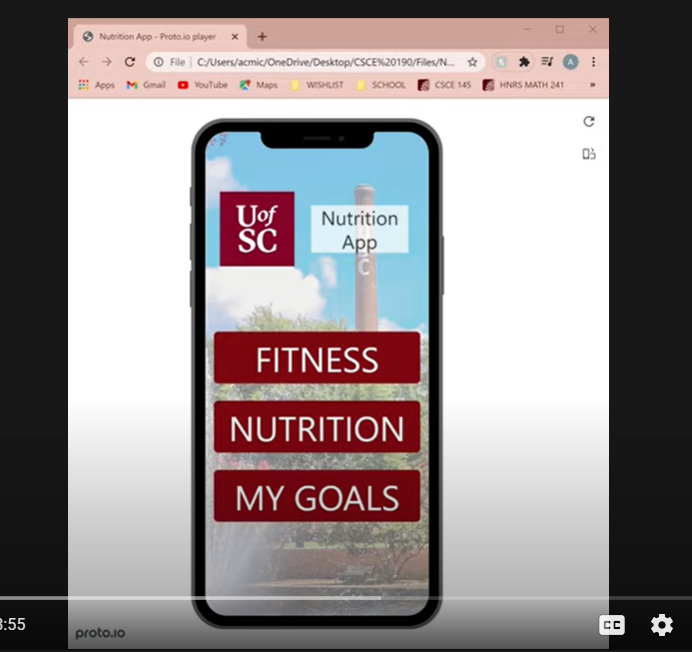 Nutrition App - Proto.io player
File | C:/Users/acmic/OneDrive/Desktop/CSCE%20190/Files/N...
A
Apps Gmail YouTube Maps WISHLIST SCHOOL CSCE 145 HNRS MATH 241 »
UofSC
Nutrition
App
C
FITNESS
NUTRITION
MY GOALS
:55
CC
proto.io